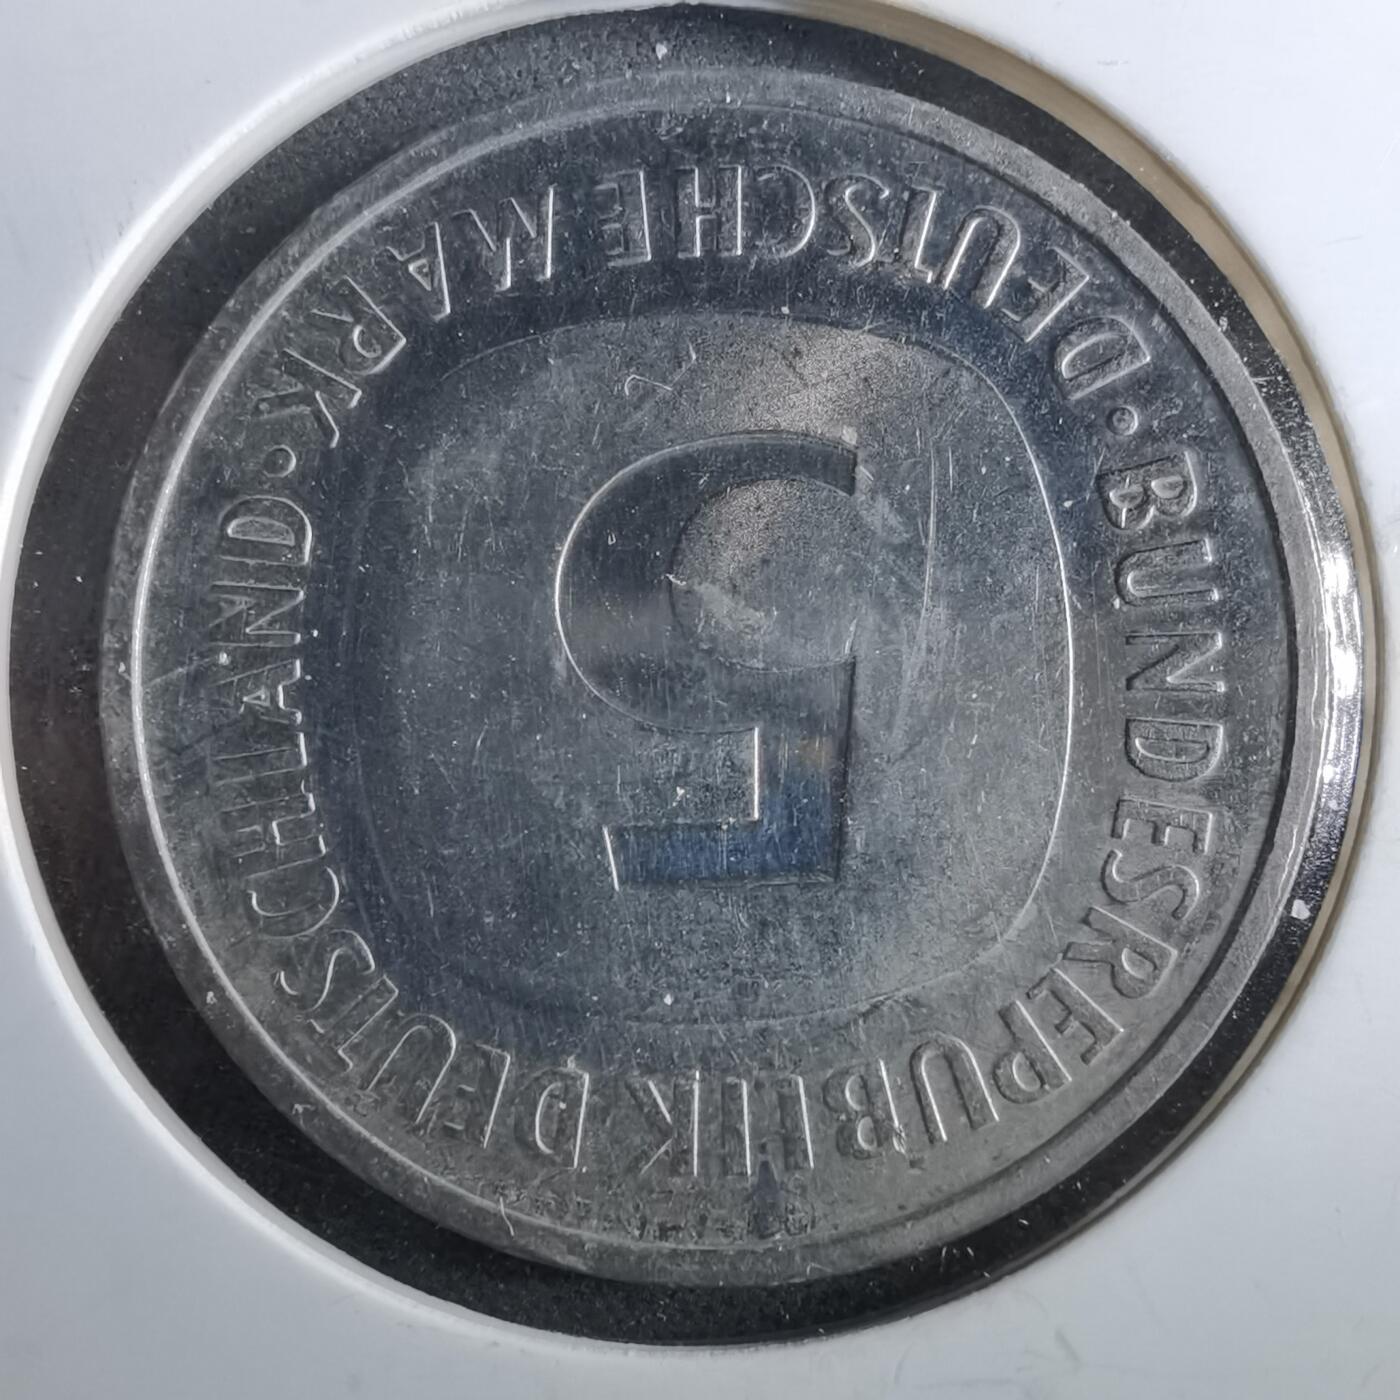 BUNDESREPUBLIK DEUTSCHLAND
5
DEUTSCHE MARK